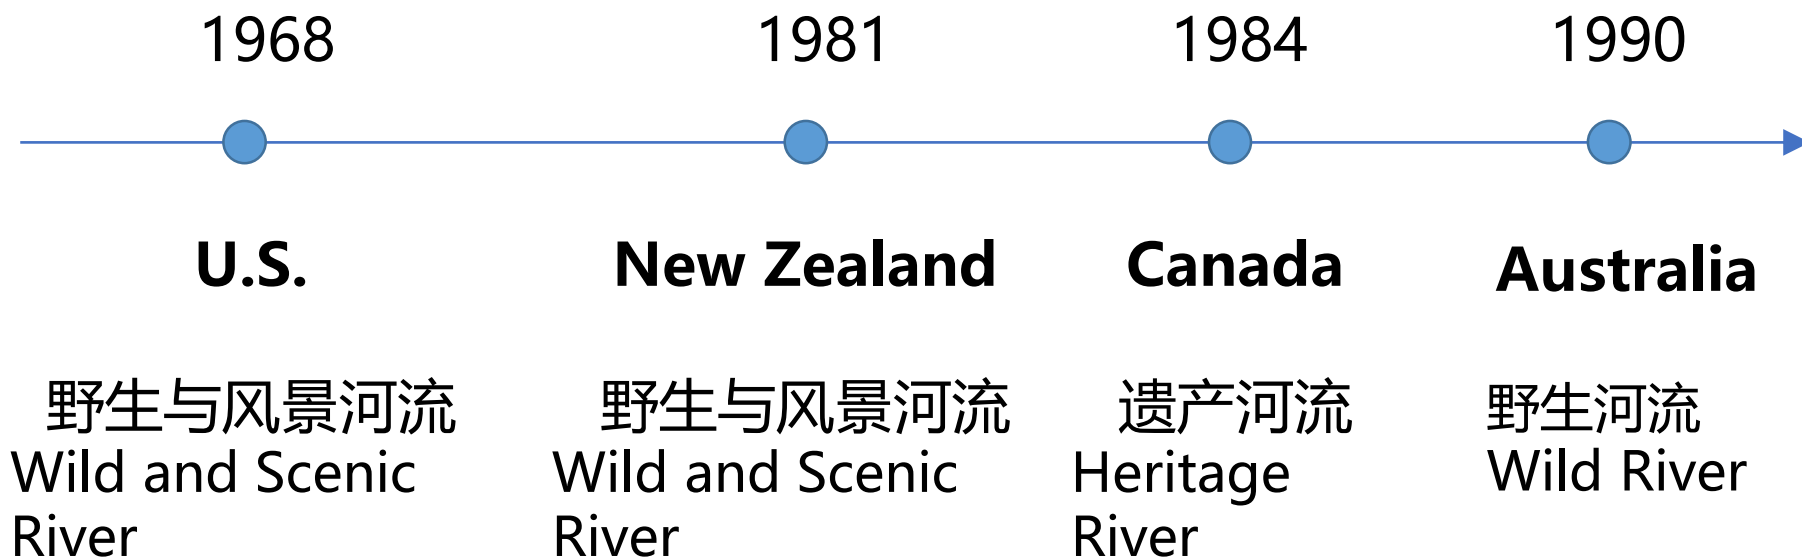 1968
1981
1984
1990
U.S.
New Zealand
Canada
Australia
野生与风景河流
Wild and Scenic
River
野生与风景河流
Wild and Scenic
River
遗产河流
Heritage
River
野生河流
Wild River